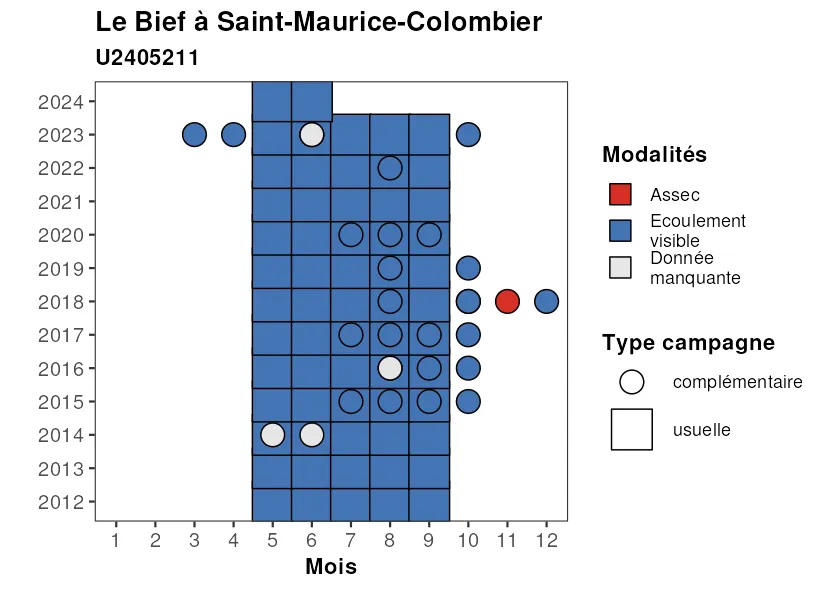 Le Bief à Saint-Maurice-Colombier
U2405211
2024
2023
2022
2021
2020
2019
2018
2017
2016
2015
2014
2013
2012
1 2 3 4 5 6 7 8 9 10 11 12
Mois
Modalités
Assec
Ecoulement
visible
Donnée
manquante
Type campagne
complémentaire
usuelle